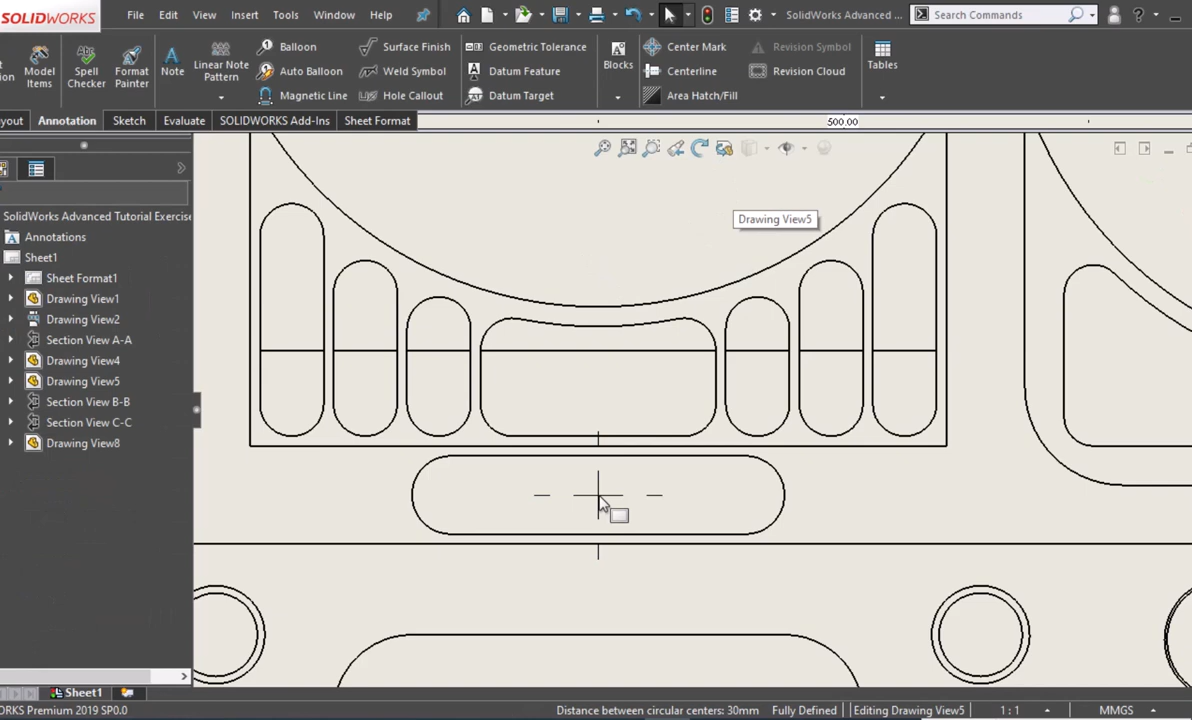 SOLIDWORKS File Edit View Insert Tools Window Help SolidWorks Advanced ... Search Commands
Model Items
Spell Checker
Format Painter
Note
Linear Note Pattern
Balloon
Auto Balloon
Magnetic Line
Surface Finish
Weld Symbol
Hole Callout
Geometric Tolerance
Datum Feature
Datum Target
Blocks
Center Mark
Centerline
Area Hatch/Fill
Revision Symbol
Revision Cloud
Tables
yout Annotation Sketch Evaluate SOLIDWORKS Add-Ins Sheet Format
500.00
SolidWorks Advanced Tutorial Exercise
Annotations
Sheet1
Sheet Format1
Drawing View1
Drawing View2
Section View A-A
Drawing View4
Drawing View5
Section View B-B
Section View C-C
Drawing View8
Drawing View5
Sheet1
ORKS Premium 2019 SP0.0 Distance between circular centers: 30mm Fully Defined Editing Drawing View5 1 : 1 MMGS